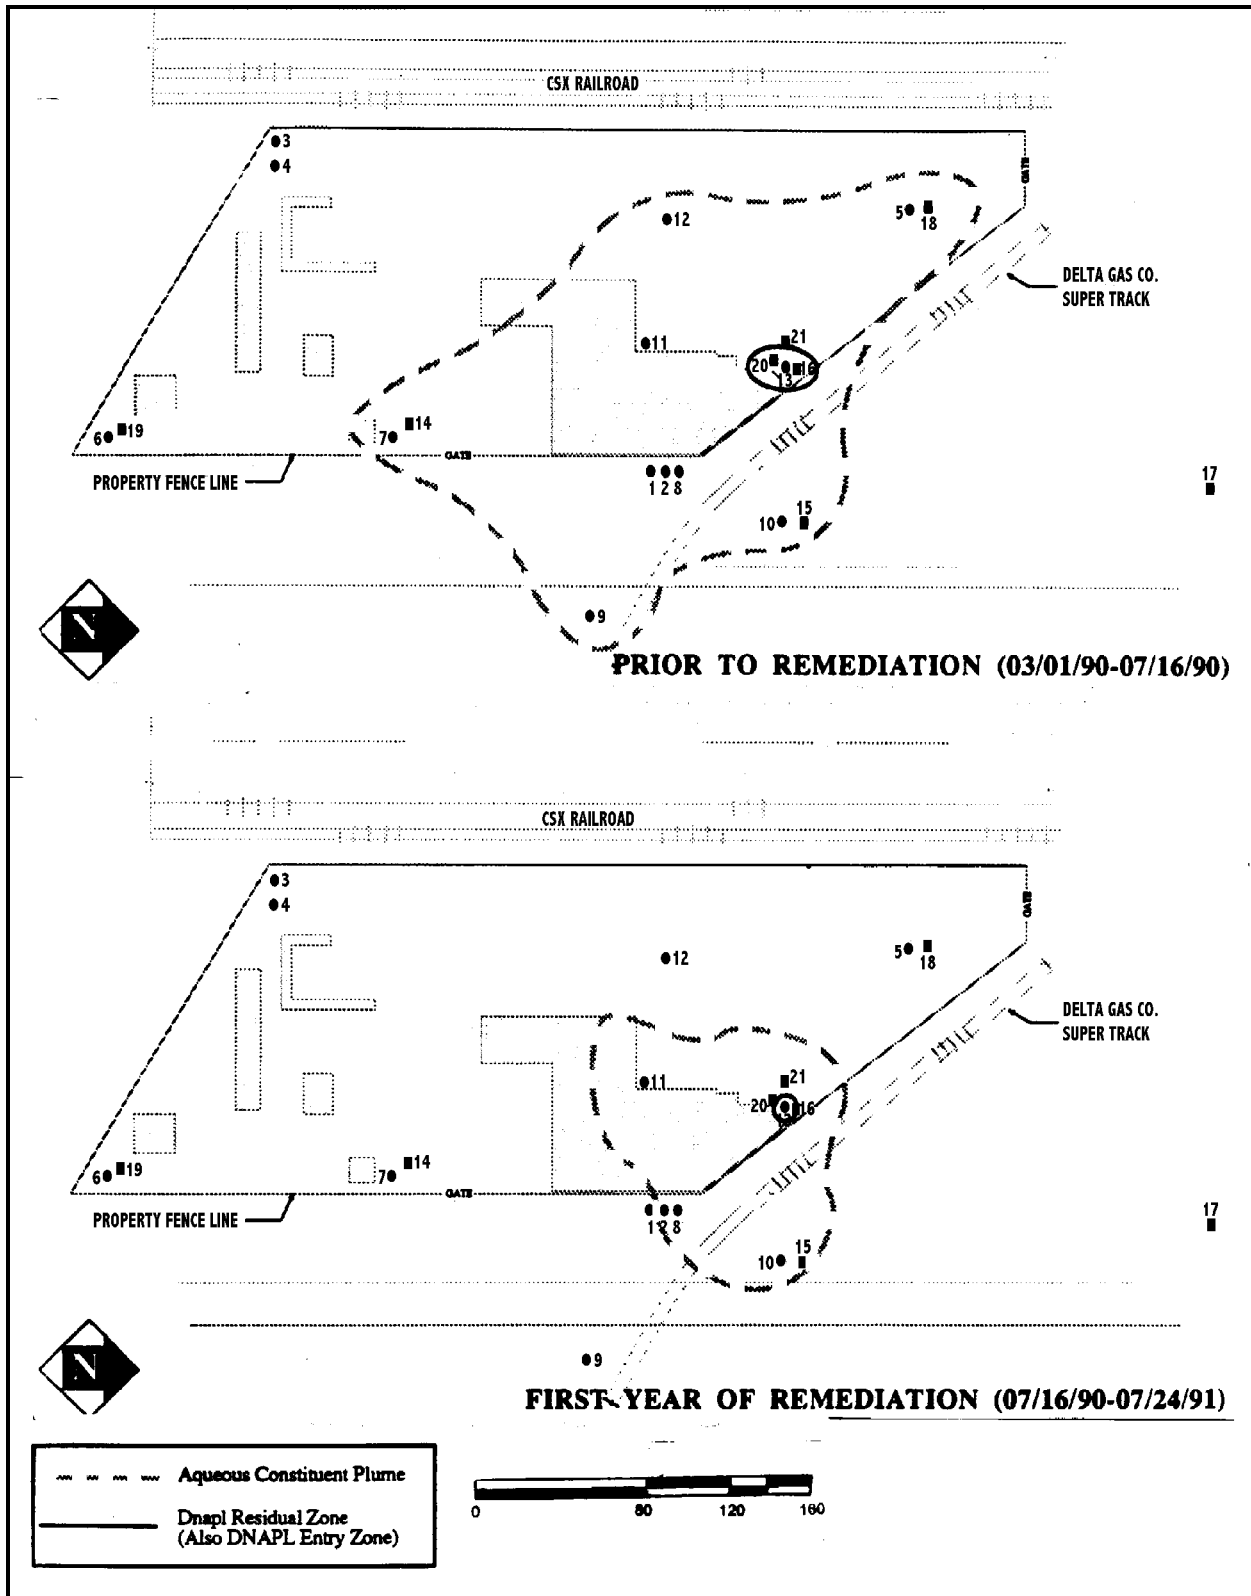 CSX RAILROAD
3
4
GATE
12
5
18
DELTA GAS CO.
SUPER TRACK
11
21
20
16
13
6
19
7
14
GATE
PROPERTY FENCE LINE
1 2 8
10
15
17
9
N
PRIOR TO REMEDIATION (03/01/90-07/16/90)
CSX RAILROAD
3
4
GATE
12
5
18
DELTA GAS CO.
SUPER TRACK
11
21
20
16
6
19
7
14
GATE
PROPERTY FENCE LINE
1 2 8
10
15
17
9
N
FIRST YEAR OF REMEDIATION (07/16/90-07/24/91)
Aqueous Constituent Plume
Dnapl Residual Zone
(Also DNAPL Entry Zone)
0 80 120 160